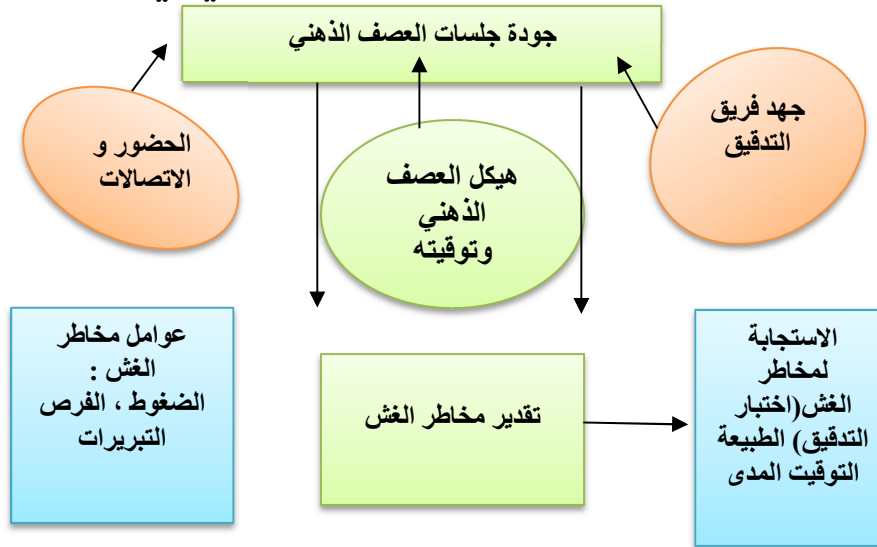 جودة جلسات العصف الذهني
جهد فريق
التدقيق
هيكل العصف
الذهني
وتوقيته
الحضور و
الاتصالات
الاستجابة
لمخاطر
الغش(اختبار
التدقيق) الطبيعة
التوقيت المدى
تقدير مخاطر الغش
عوامل مخاطر
الغش :
الضغوط ، الفرص
التبريرات